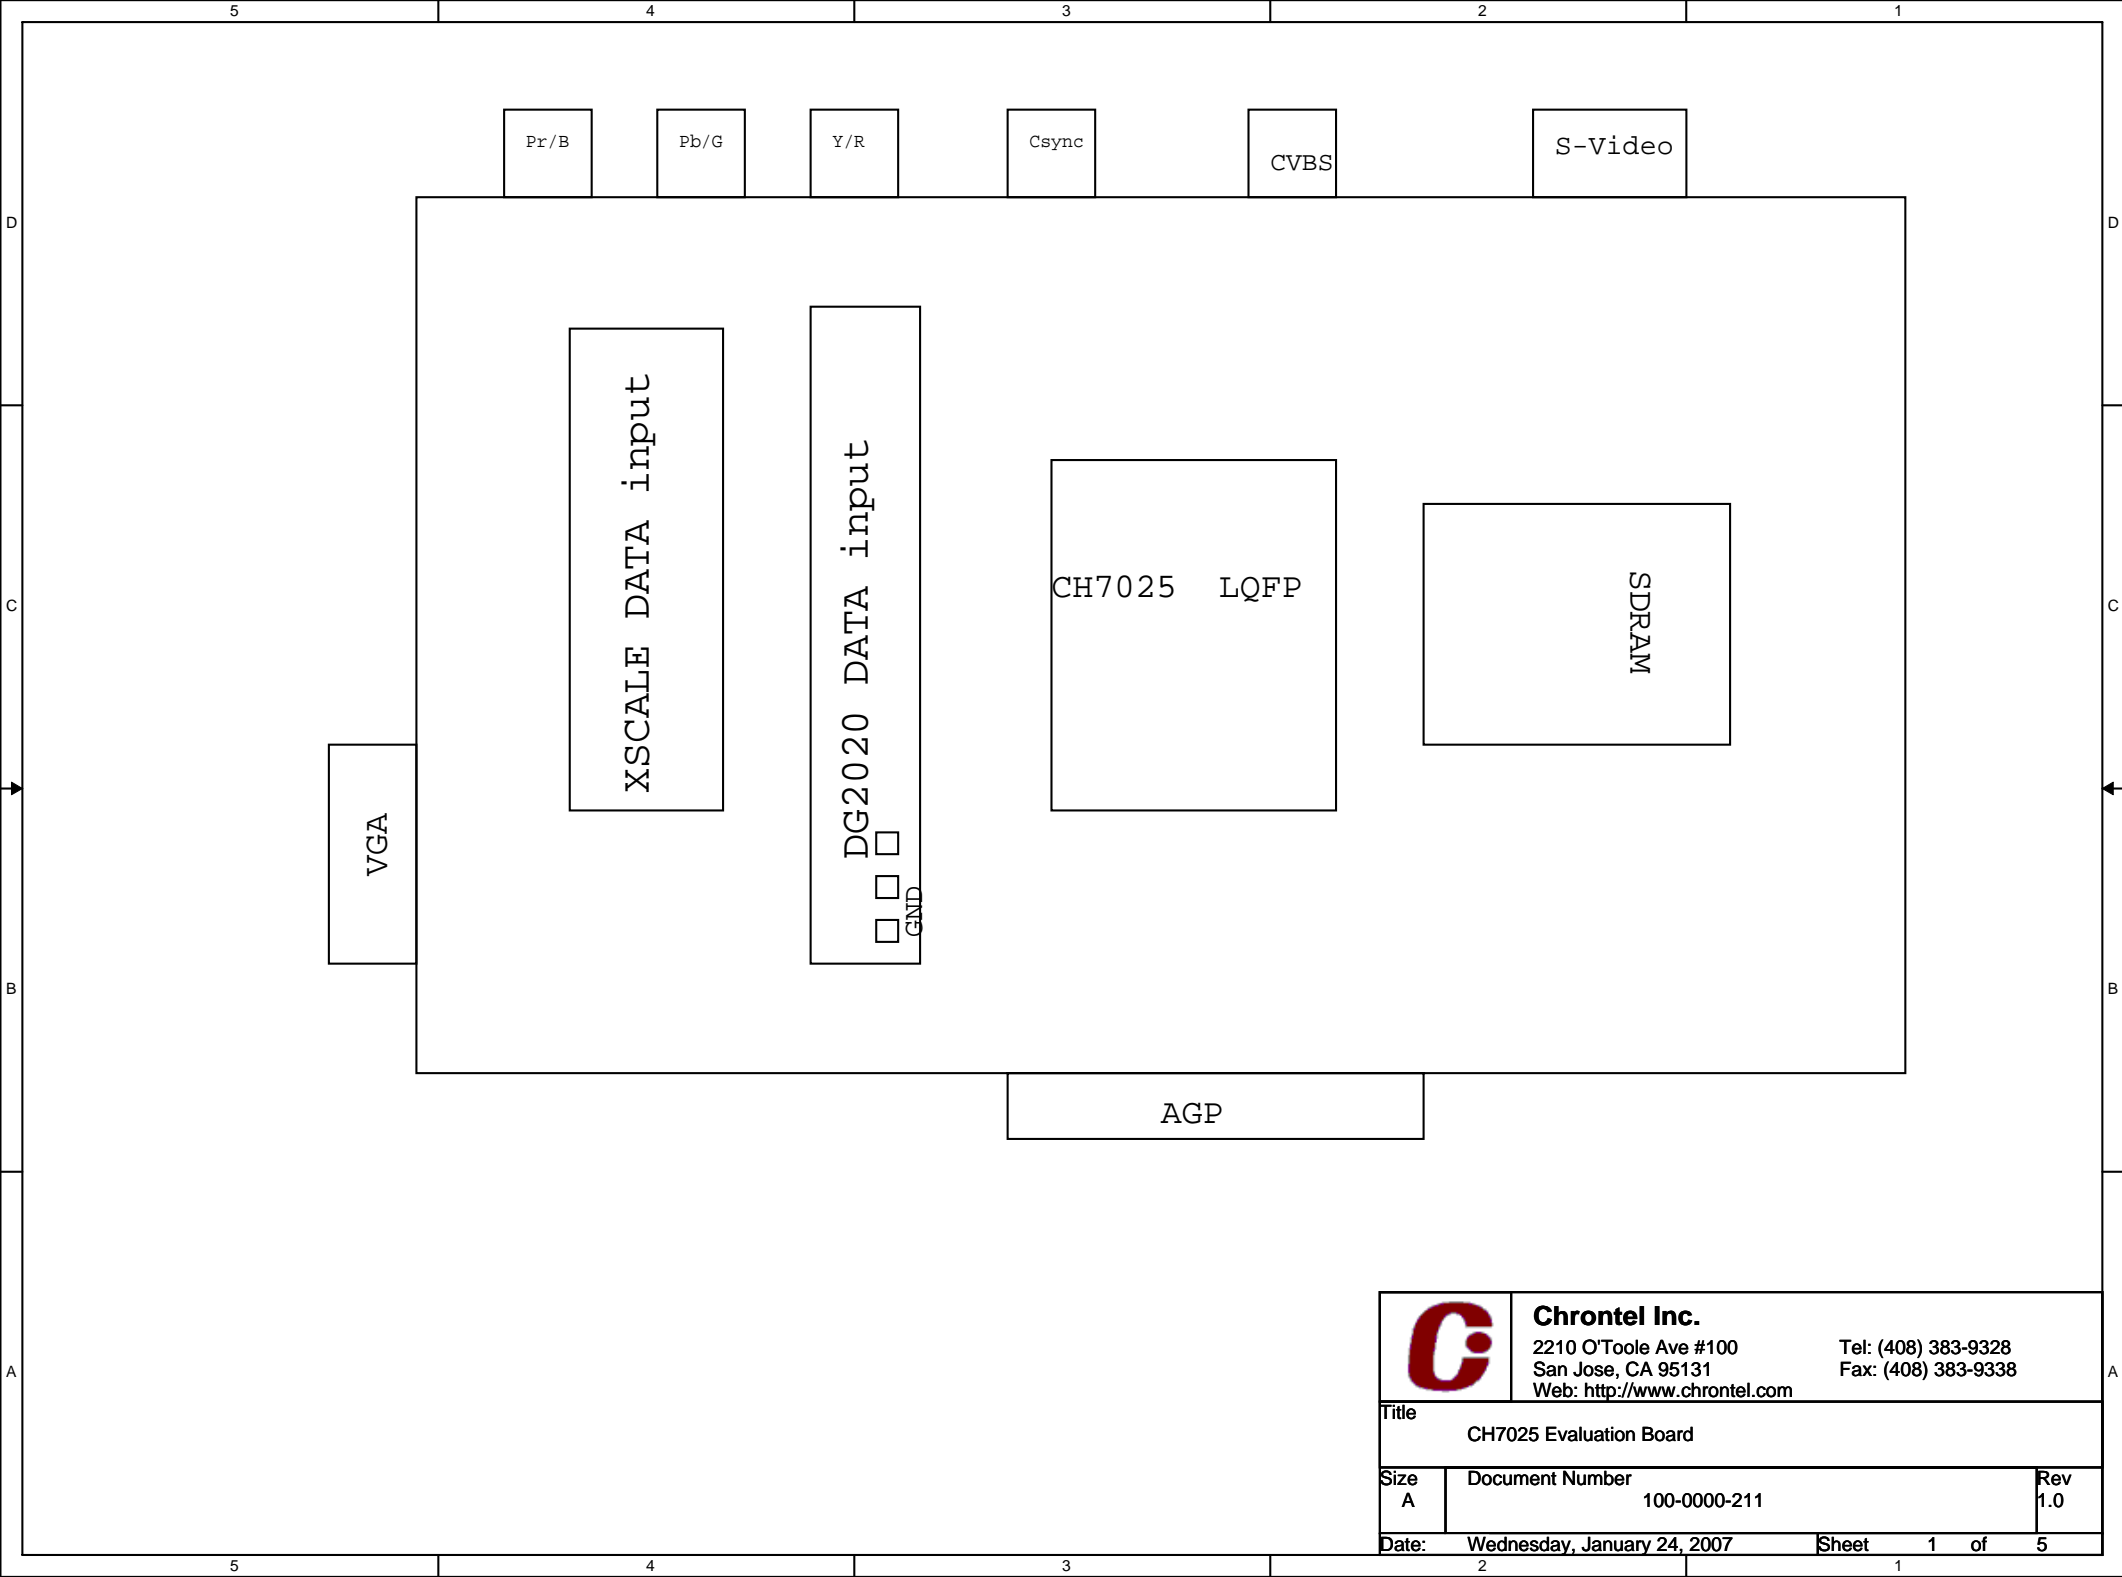 5 4 3 2 1
Pr/B Pb/G Y/R Csync CVBS S-Video
D D
XSCALE DATA input
DG2020 DATA input
GND
CH7025 LQFP
SDRAM
C C
VGA
B B
AGP
A A
Chrontel Inc.
2210 O'Toole Ave #100 Tel: (408) 383-9328
San Jose, CA 95131 Fax: (408) 383-9338
Web: http://www.chrontel.com
Title
CH7025 Evaluation Board
Size Document Number Rev
A 100-0000-211 1.0
Date: Wednesday, January 24, 2007 Sheet 1 of 5
5 4 3 2 1